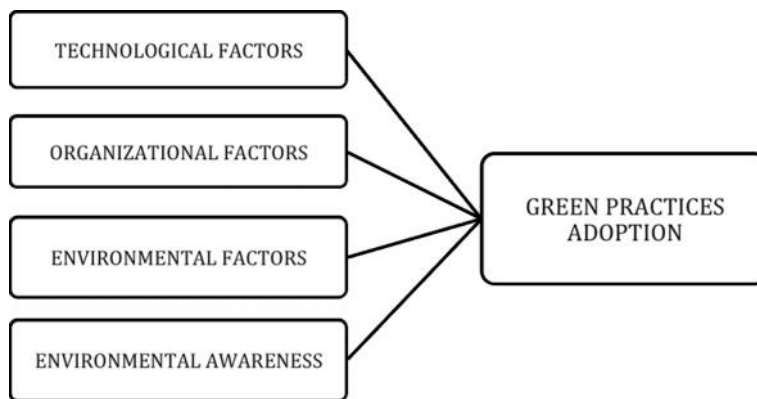 TECHNOLOGICAL FACTORS
ORGANIZATIONAL FACTORS
ENVIRONMENTAL FACTORS
ENVIRONMENTAL AWARENESS
GREEN PRACTICES
ADOPTION